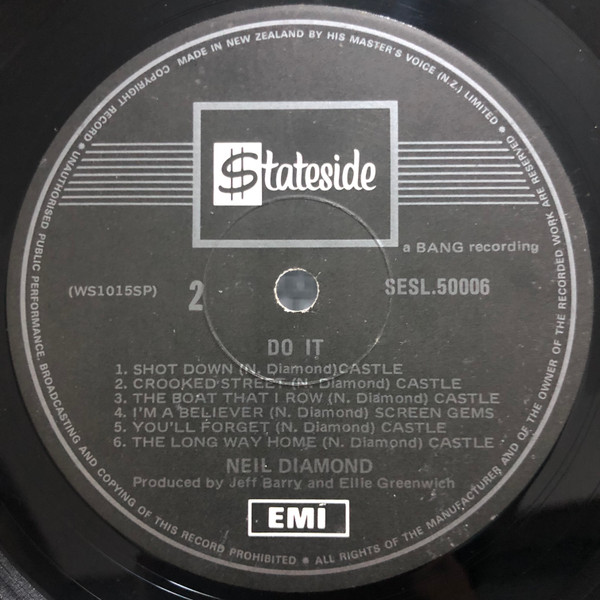 COPYRIGHT MADE IN NEW ZEALAND BY HIS MASTER'S VOICE (N.Z.) LIMITED • ALL RIGHTS OF THE MANUFACTURER AND OF THE OWNER OF THE RECORDED WORK ARE RESERVED
UNAUTHORISED PUBLIC PERFORMANCE, BROADCASTING AND COPYING OF THIS RECORD PROHIBITED •
$tateside
a BANG recording
(WS1015SP) 2 SESL.50006
DO IT
1. SHOT DOWN (N. Diamond)CASTLE
2. CROOKED STREET (N. Diamond) CASTLE
3. THE BOAT THAT I ROW (N. Diamond) CASTLE
4. I'M A BELIEVER (N. Diamond) SCREEN GEMS
5. YOU'LL FORGET (N. Diamond) CASTLE
6. THE LONG WAY HOME (N. Diamond) CASTLE
NEIL DIAMOND
Produced by Jeff Barry and Ellie Greenwich
EMI